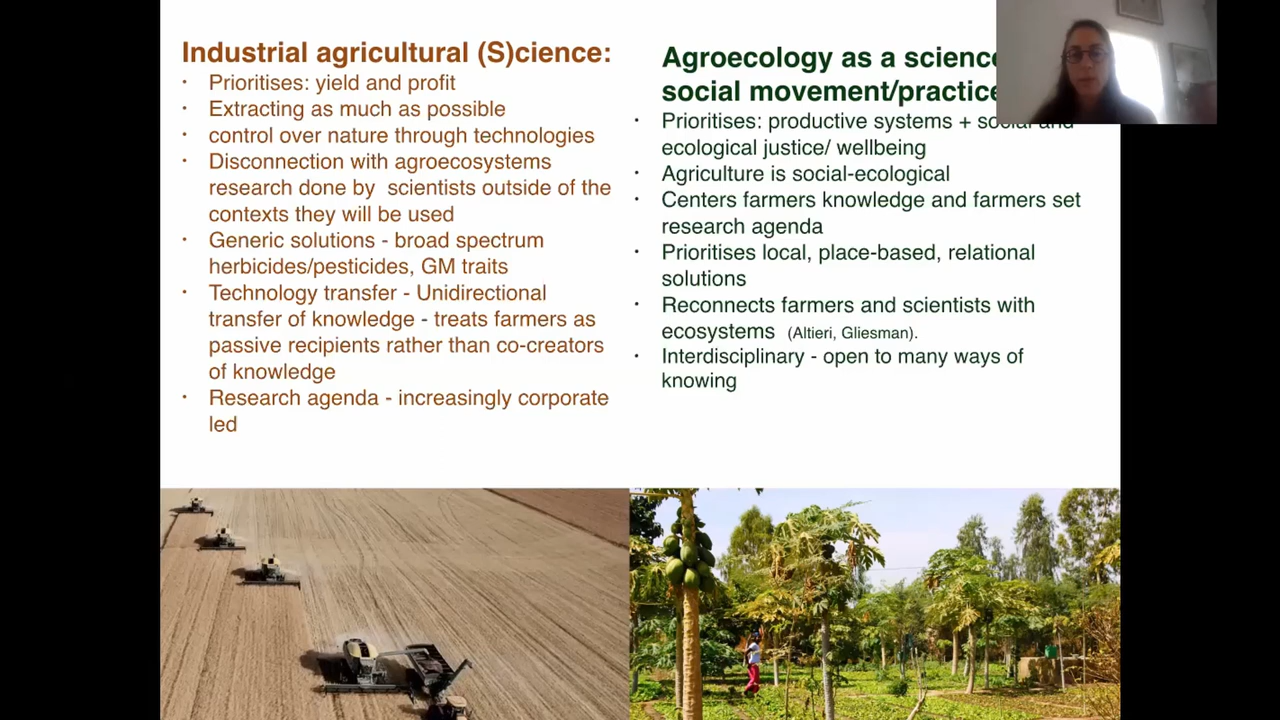 Industrial agricultural (S)cience:
· Prioritises: yield and profit
· Extracting as much as possible
· control over nature through technologies
· Disconnection with agroecosystems
research done by scientists outside of the
contexts they will be used
· Generic solutions - broad spectrum
herbicides/pesticides, GM traits
· Technology transfer - Unidirectional
transfer of knowledge - treats farmers as
passive recipients rather than co-creators
of knowledge
· Research agenda - increasingly corporate
led
Agroecology as a science
social movement/practice
· Prioritises: productive systems + social and
ecological justice/ wellbeing
· Agriculture is social-ecological
· Centers farmers knowledge and farmers set
research agenda
· Prioritises local, place-based, relational
solutions
· Reconnects farmers and scientists with
ecosystems (Altieri, Gliesman).
· Interdisciplinary - open to many ways of
knowing